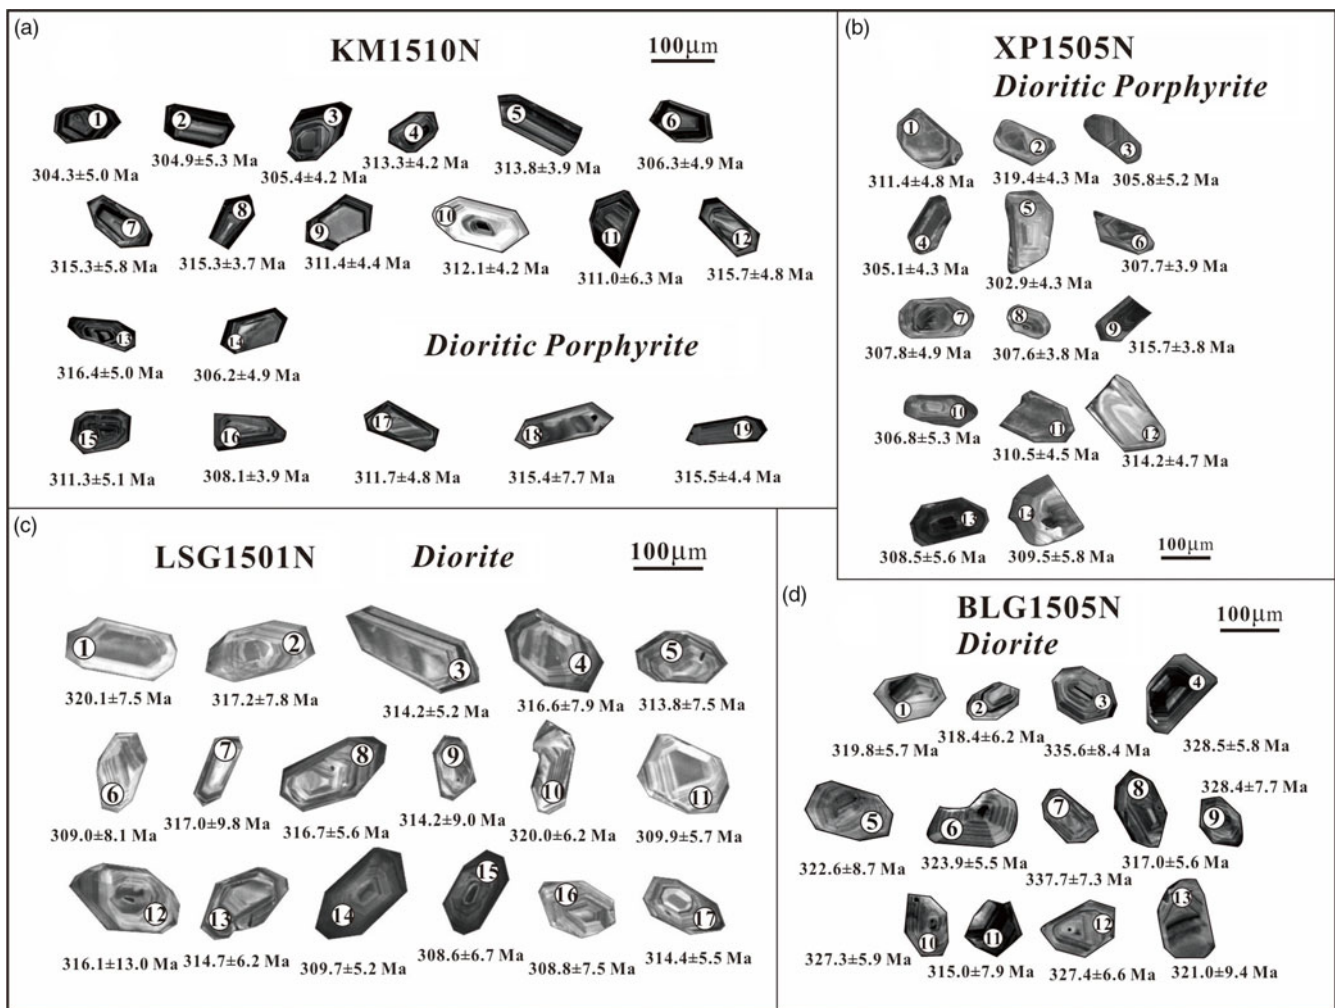 (a)
KM1510N
100μm
1
2
3
4
5
6
304.3±5.0 Ma
304.9±5.3 Ma
305.4±4.2 Ma
313.3±4.2 Ma
313.8±3.9 Ma
306.3±4.9 Ma
7
8
9
10
11
12
315.3±5.8 Ma
315.3±3.7 Ma
311.4±4.4 Ma
312.1±4.2 Ma
311.0±6.3 Ma
315.7±4.8 Ma
13
14
316.4±5.0 Ma
306.2±4.9 Ma
Dioritic Porphyrite
15
16
17
18
19
311.3±5.1 Ma
308.1±3.9 Ma
311.7±4.8 Ma
315.4±7.7 Ma
315.5±4.4 Ma
(b)
XP1505N
Dioritic Porphyrite
1
2
3
311.4±4.8 Ma
319.4±4.3 Ma
305.8±5.2 Ma
4
5
6
305.1±4.3 Ma
302.9±4.3 Ma
307.7±3.9 Ma
7
8
9
307.8±4.9 Ma
307.6±3.8 Ma
315.7±3.8 Ma
10
11
12
306.8±5.3 Ma
310.5±4.5 Ma
314.2±4.7 Ma
13
14
308.5±5.6 Ma
309.5±5.8 Ma
100μm
(c)
LSG1501N
Diorite
100μm
1
2
3
4
5
320.1±7.5 Ma
317.2±7.8 Ma
314.2±5.2 Ma
316.6±7.9 Ma
313.8±7.5 Ma
6
7
8
9
10
11
309.0±8.1 Ma
317.0±9.8 Ma
316.7±5.6 Ma
314.2±9.0 Ma
320.0±6.2 Ma
309.9±5.7 Ma
12
13
14
15
16
17
316.1±13.0 Ma
314.7±6.2 Ma
309.7±5.2 Ma
308.6±6.7 Ma
308.8±7.5 Ma
314.4±5.5 Ma
(d)
BLG1505N
Diorite
100μm
1
2
3
4
319.8±5.7 Ma
318.4±6.2 Ma
335.6±8.4 Ma
328.5±5.8 Ma
5
6
7
8
9
322.6±8.7 Ma
323.9±5.5 Ma
337.7±7.3 Ma
317.0±5.6 Ma
328.4±7.7 Ma
10
11
12
13
327.3±5.9 Ma
315.0±7.9 Ma
327.4±6.6 Ma
321.0±9.4 Ma